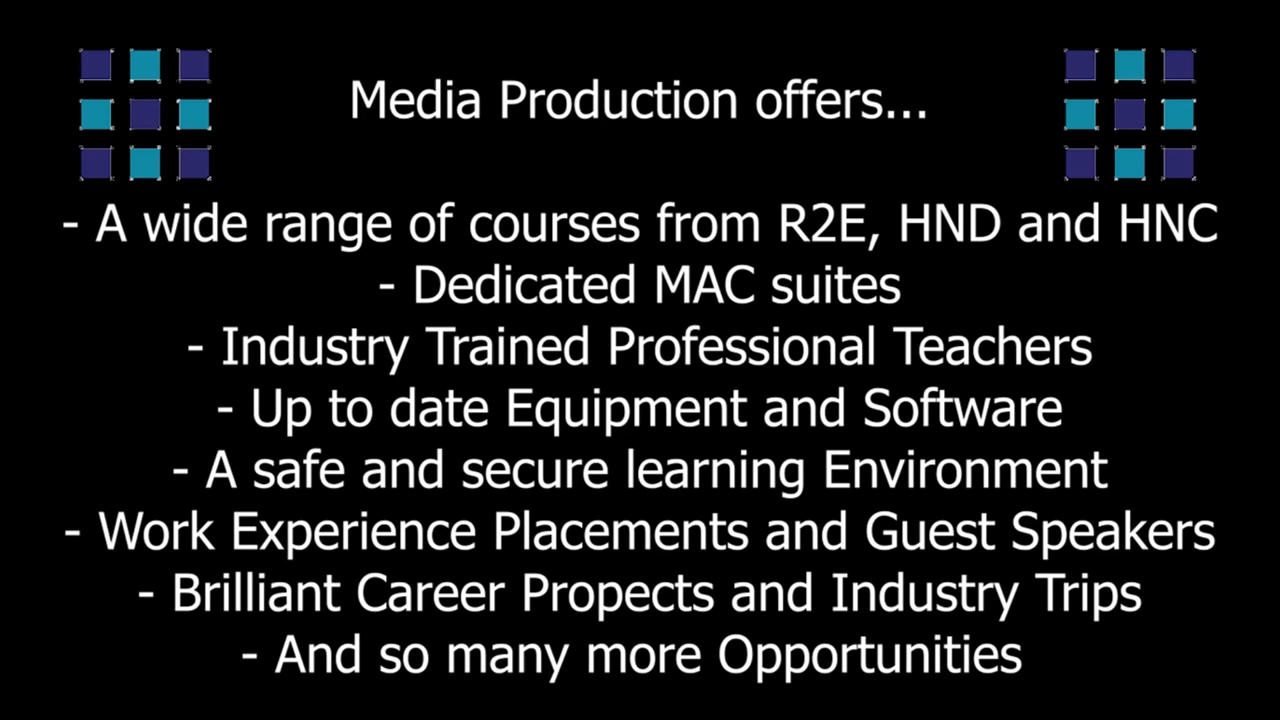 Media Production offers...
- A wide range of courses from R2E, HND and HNC
- Dedicated MAC suites
- Industry Trained Professional Teachers
- Up to date Equipment and Software
- A safe and secure learning Environment
- Work Experience Placements and Guest Speakers
- Brilliant Career Propects and Industry Trips
- And so many more Opportunities